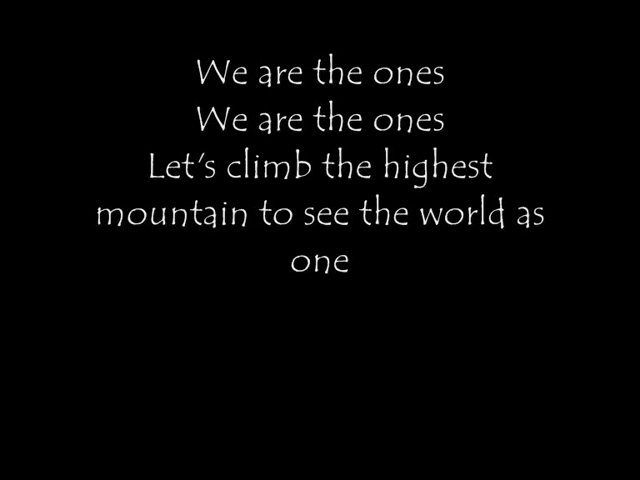 We are the ones
We are the ones
Let's climb the highest
mountain to see the world as
one